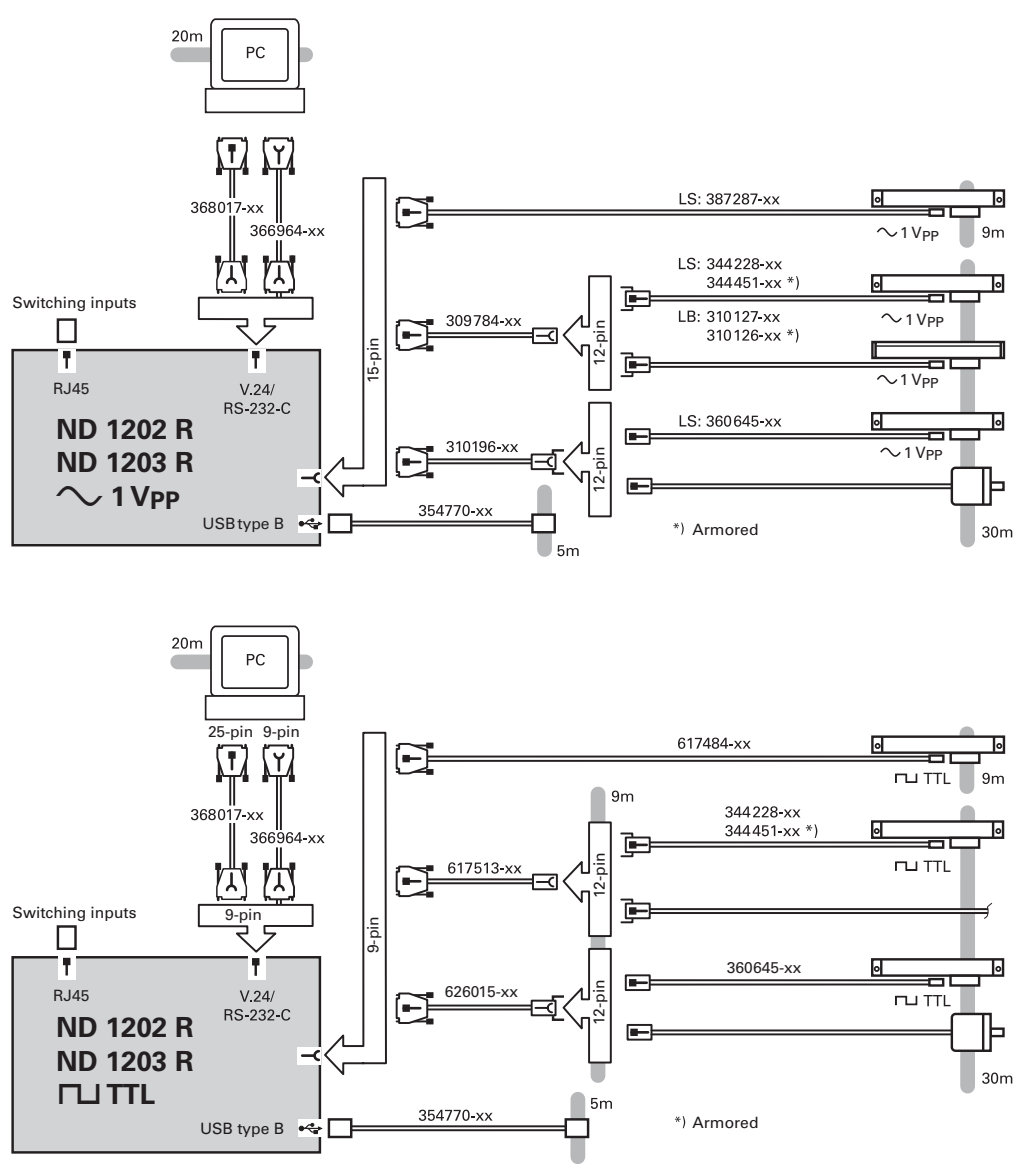 20m
PC
368017-xx
366964-xx
Switching inputs
RJ45
V.24/
RS-232-C
ND 1202 R
ND 1203 R
1 VPP
USB type B
15-pin
LS: 387287-xx
1 VPP
9m
309784-xx
12-pin
LS: 344228-xx
344451-xx *)
1 VPP
LB: 310127-xx
310126-xx *)
1 VPP
310196-xx
12-pin
LS: 360645-xx
1 VPP
354770-xx
5m
*) Armored
30m
20m
PC
25-pin 9-pin
368017-xx
366964-xx
Switching inputs
9-pin
RJ45
V.24/
RS-232-C
ND 1202 R
ND 1203 R
TTL
USB type B
9-pin
617484-xx
TTL
9m
9m
617513-xx
12-pin
344228-xx
344451-xx *)
TTL
626015-xx
12-pin
360645-xx
TTL
30m
354770-xx
5m
*) Armored